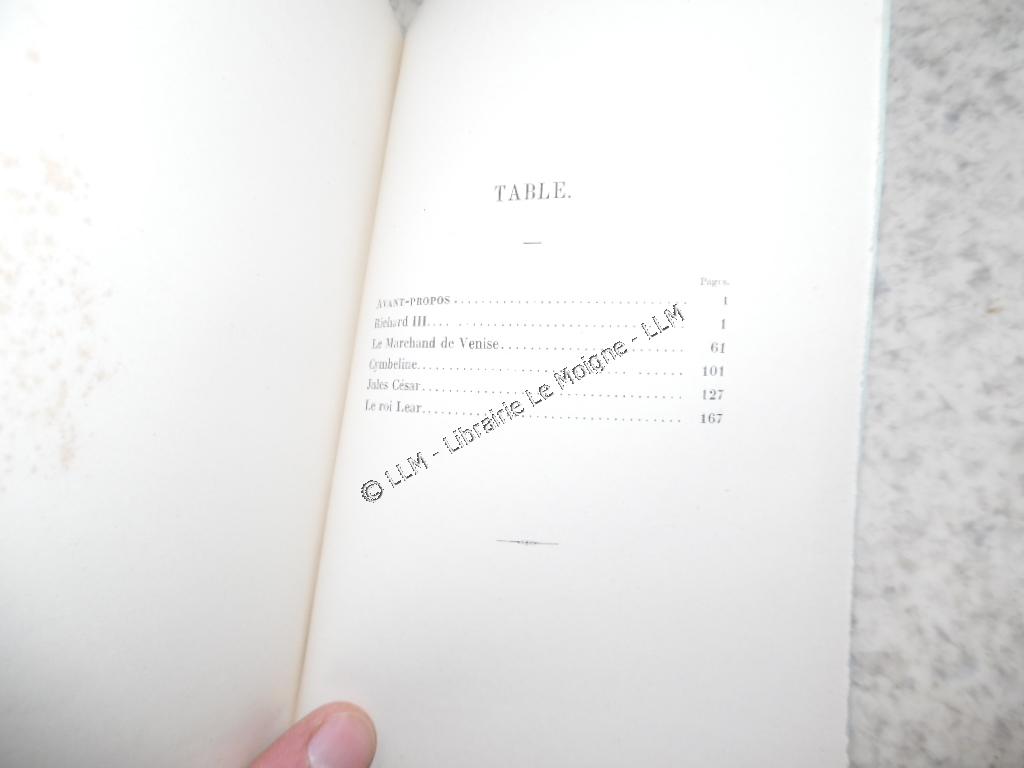 TABLE.
Pages.
AVANT-PROPOS 1
Richard III 1
Le Marchand de Venise 61
Cymbeline 101
Jules César 127
Le roi Lear 167
© LLM - Librairie Le Moigne - LLM